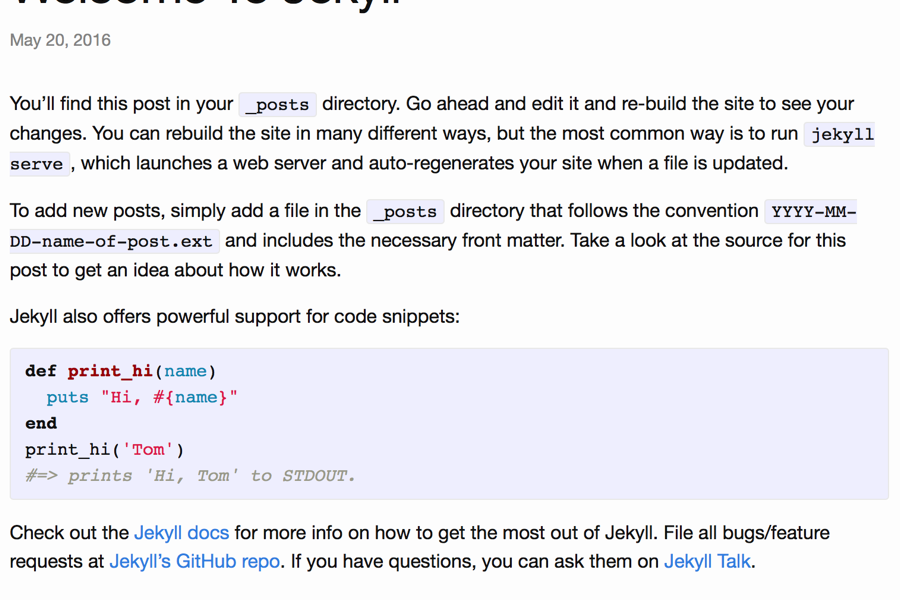 Welcome To Jekyll
May 20, 2016
You’ll find this post in your _posts directory. Go ahead and edit it and re-build the site to see your
changes. You can rebuild the site in many different ways, but the most common way is to run jekyll
serve, which launches a web server and auto-regenerates your site when a file is updated.
To add new posts, simply add a file in the _posts directory that follows the convention YYYY-MM-
DD-name-of-post.ext and includes the necessary front matter. Take a look at the source for this
post to get an idea about how it works.
Jekyll also offers powerful support for code snippets:
def print_hi(name)
  puts "Hi, #{name}"
end
print_hi('Tom')
#=> prints 'Hi, Tom' to STDOUT.
Check out the Jekyll docs for more info on how to get the most out of Jekyll. File all bugs/feature
requests at Jekyll’s GitHub repo. If you have questions, you can ask them on Jekyll Talk.